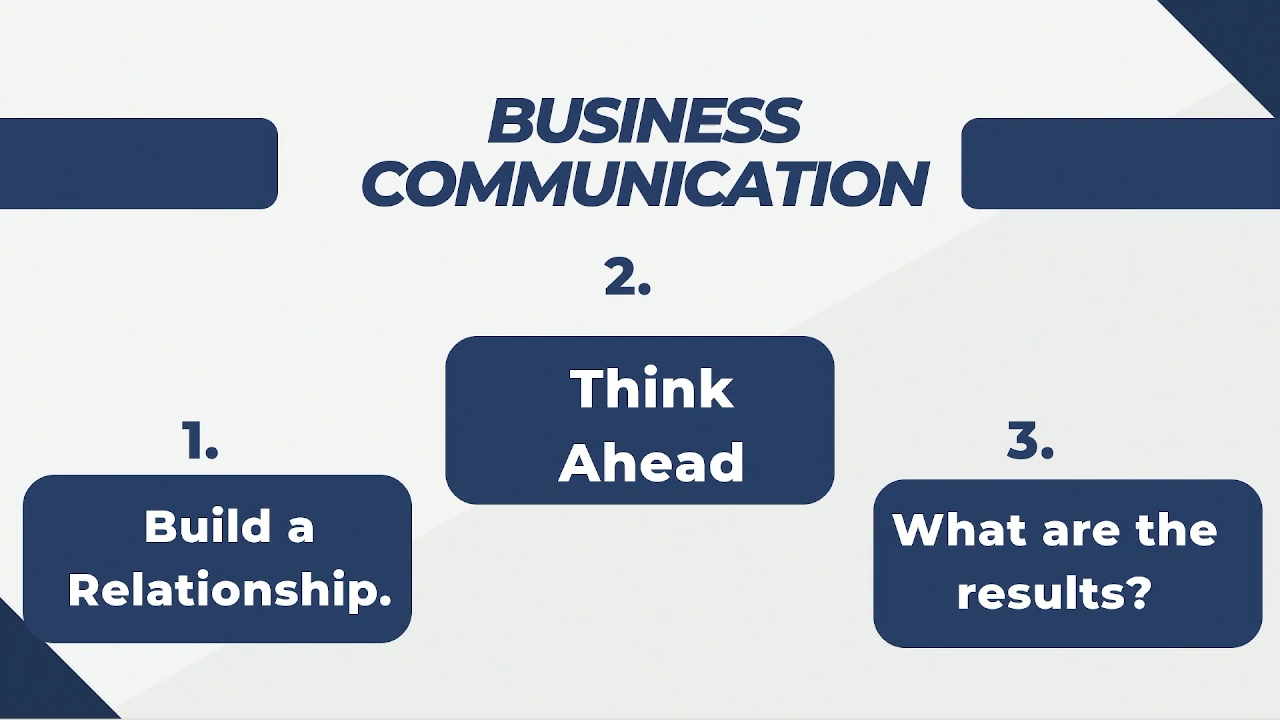 BUSINESS
COMMUNICATION
1.
Build a
Relationship.
2.
Think
Ahead
3.
What are the
results?